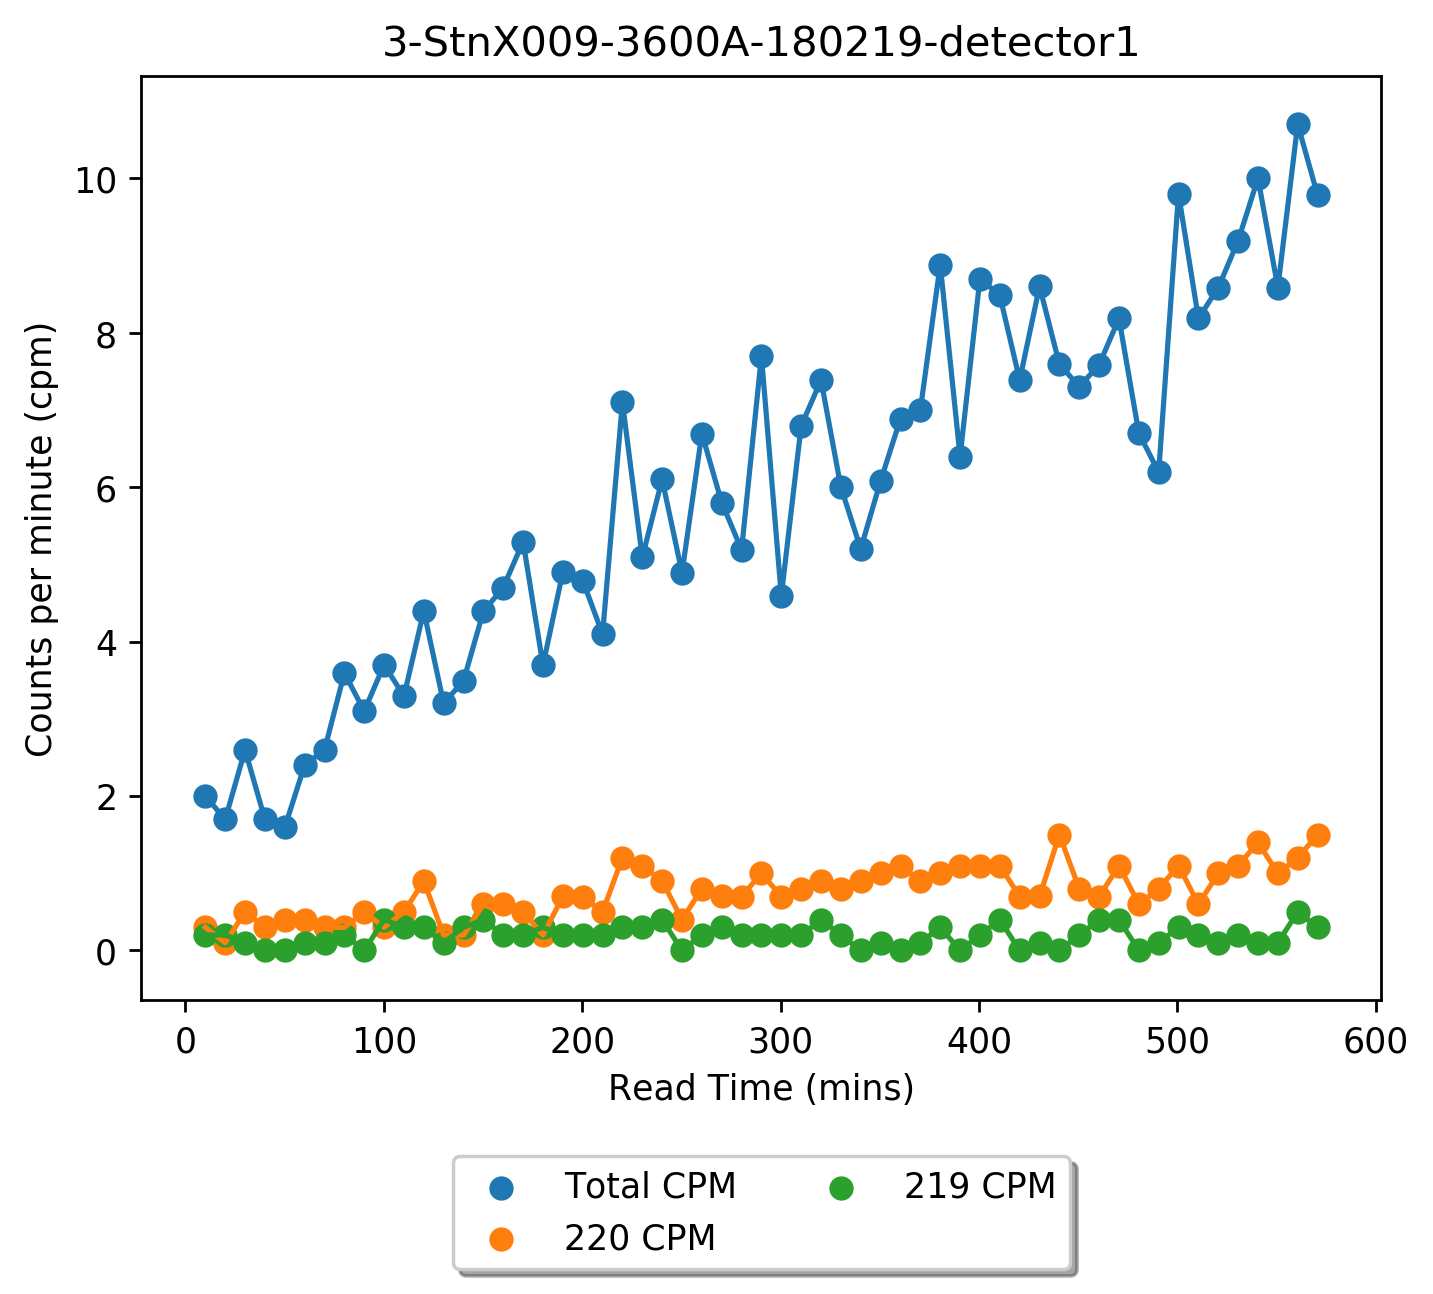 3-StnX009-3600A-180219-detector1
Counts per minute (cpm)
10
8
6
4
2
0
0 100 200 300 400 500 600
Read Time (mins)
Total CPM 219 CPM
220 CPM